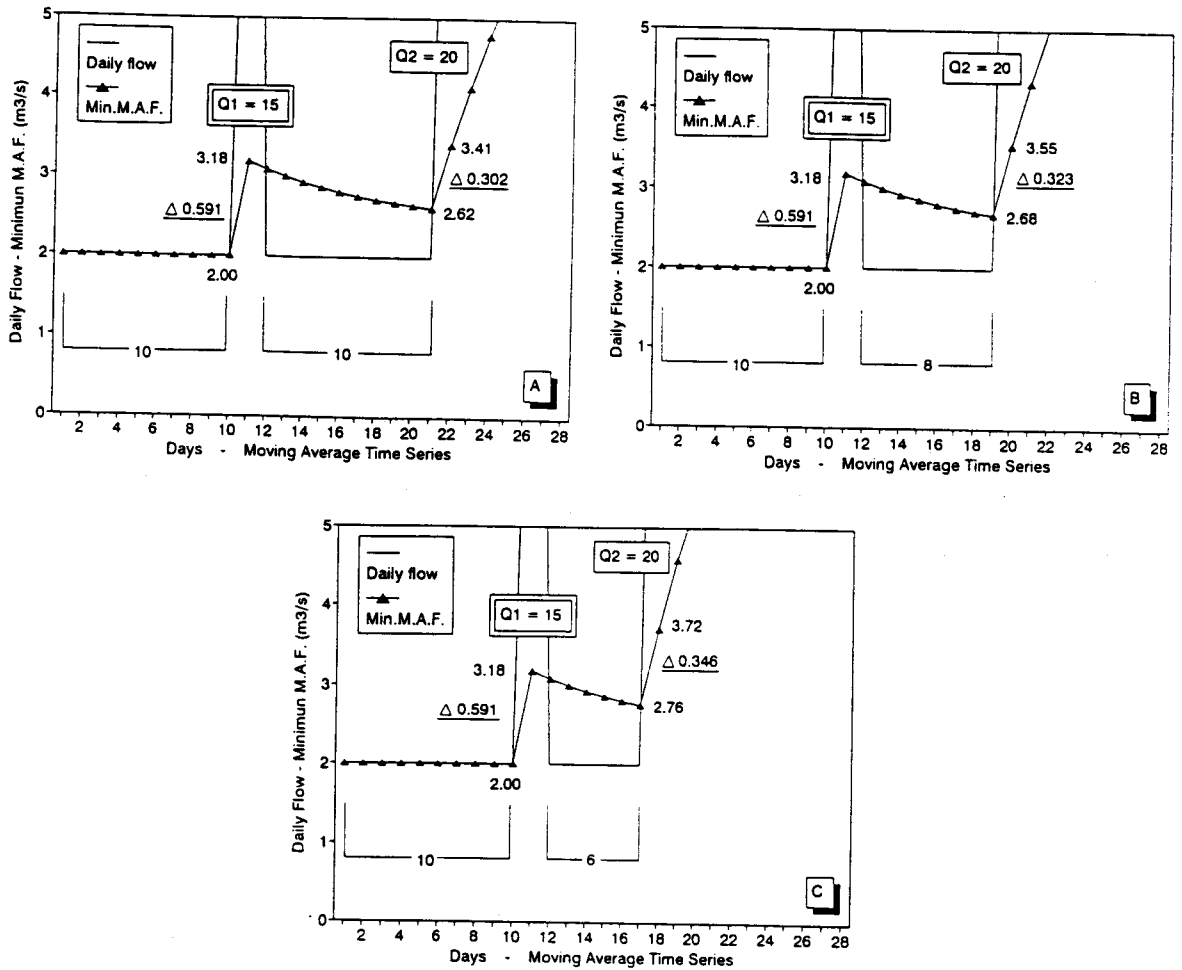 Daily Flow - Minimun M.A.F. (m3/s)
5
4
3
2
1
0
Daily flow
Min.M.A.F.
Q1 = 15
Q2 = 20
3.18
3.41
Δ 0.302
Δ 0.591
2.62
2.00
10
10
A
2 4 6 8 10 12 14 16 18 20 22 24 26 28
Days - Moving Average Time Series
Daily Flow - Minimun M.A.F. (m3/s)
5
4
3
2
1
0
Daily flow
Min.M.A.F.
Q1 = 15
Q2 = 20
3.18
3.55
Δ 0.323
Δ 0.591
2.68
2.00
10
8
B
2 4 6 8 10 12 14 16 18 20 22 24 26 28
Days - Moving Average Time Series
Daily Flow - Minimun M.A.F. (m3/s)
5
4
3
2
1
0
Daily flow
Min.M.A.F.
Q1 = 15
Q2 = 20
3.18
3.72
Δ 0.346
Δ 0.591
2.76
2.00
10
6
C
2 4 6 8 10 12 14 16 18 20 22 24 26 28
Days - Moving Average Time Series